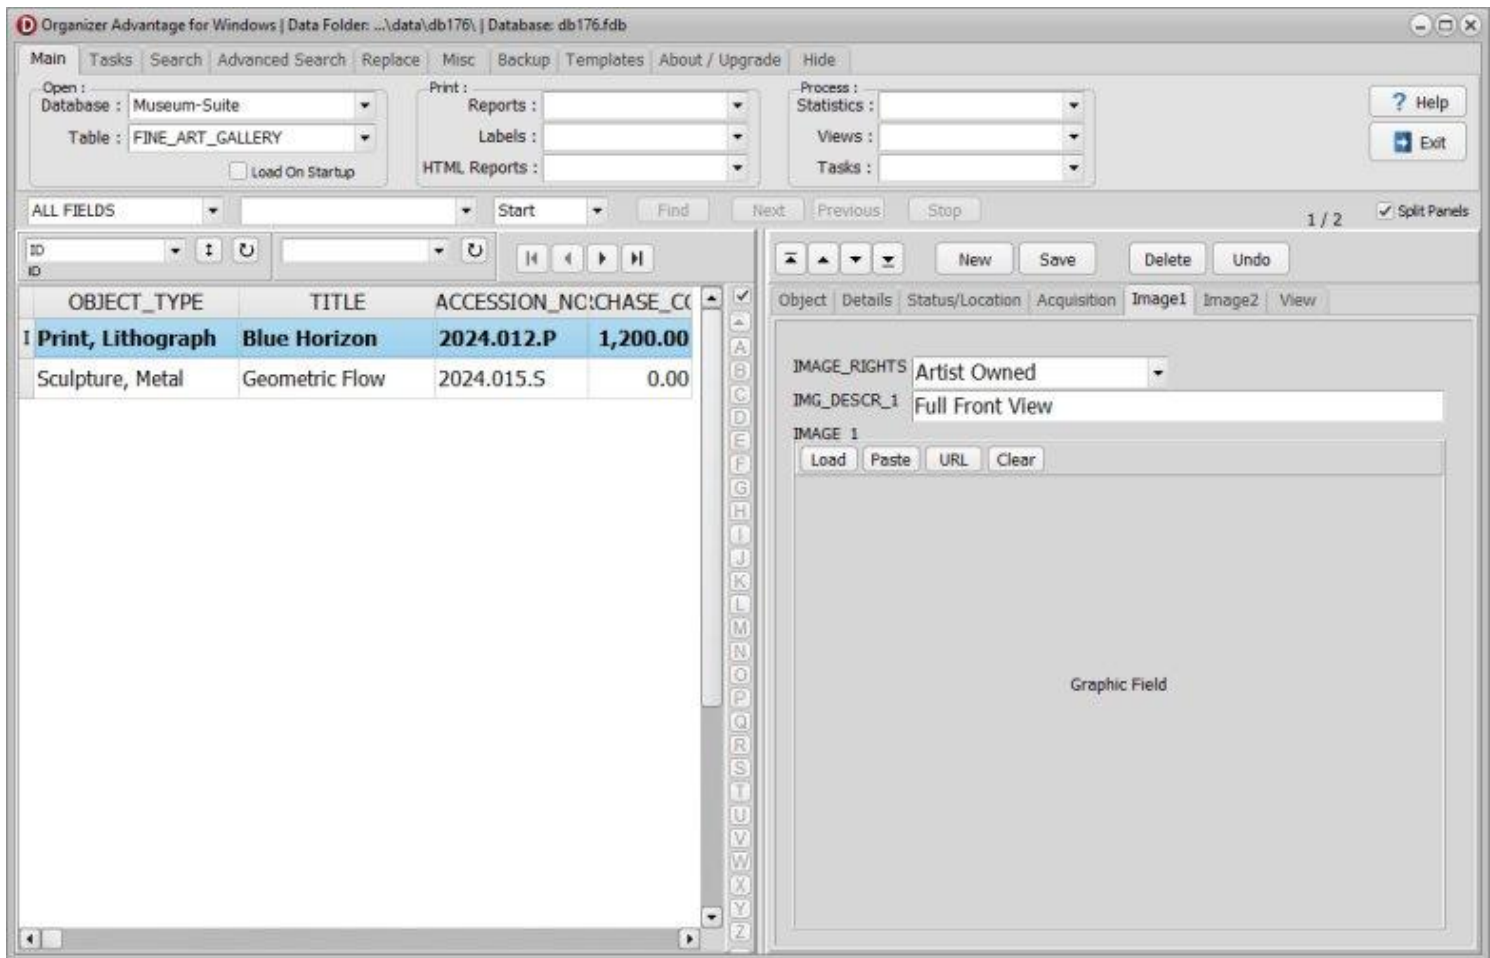 Organizer Advantage for Windows | Data Folder: ...\data\db176\ | Database: db176.fdb
Main Tasks Search Advanced Search Replace Misc Backup Templates About / Upgrade Hide
Open : Print : Process :
Database : Museum-Suite Reports : Statistics : ? Help
Table : FINE_ART_GALLERY Labels : Views : Exit
Load On Startup HTML Reports : Tasks :
ALL FIELDS Start Find Next Previous Stop 1 / 2 Split Panels
ID
ID
New Save Delete Undo
OBJECT_TYPE TITLE ACCESSION_NO CHASE_CO
Print, Lithograph Blue Horizon 2024.012.P 1,200.00
Sculpture, Metal Geometric Flow 2024.015.S 0.00
A
B
C
D
E
F
G
H
I
J
K
L
M
N
O
P
Q
R
S
T
U
V
W
X
Y
Z
Object Details Status/Location Acquisition Image1 Image2 View
IMAGE_RIGHTS Artist Owned
IMG_DESCR_1 Full Front View
IMAGE 1
Load Paste URL Clear
Graphic Field